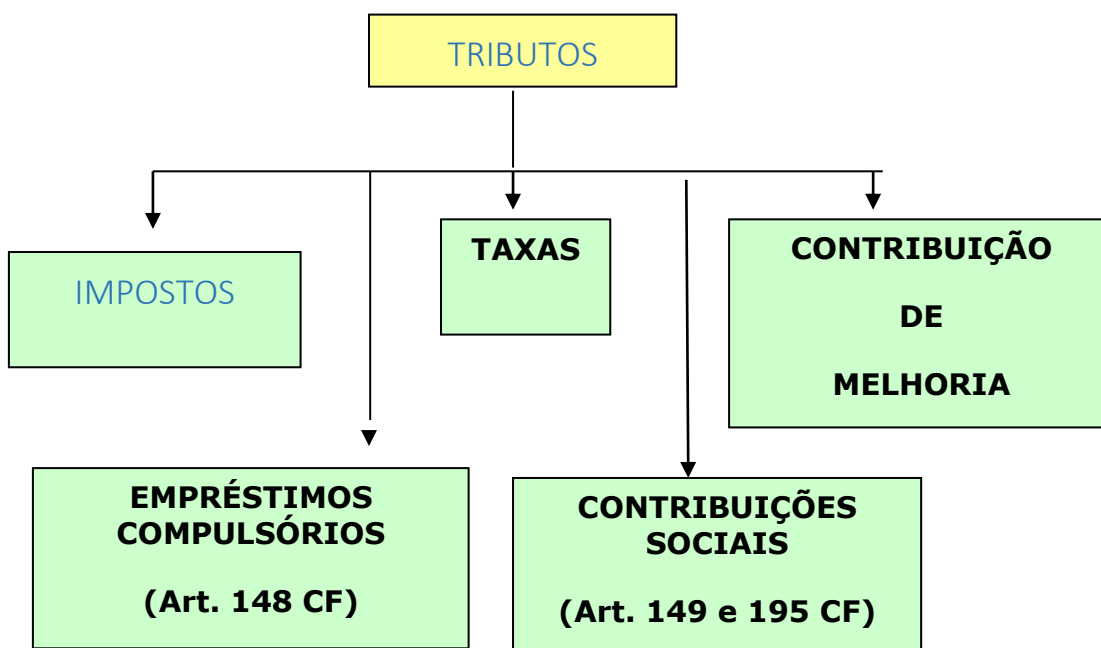 TRIBUTOS
IMPOSTOS
TAXAS
CONTRIBUIÇÃO
DE
MELHORIA
EMPRÉSTIMOS
COMPULSÓRIOS
(Art. 148 CF)
CONTRIBUIÇÕES
SOCIAIS
(Art. 149 e 195 CF)